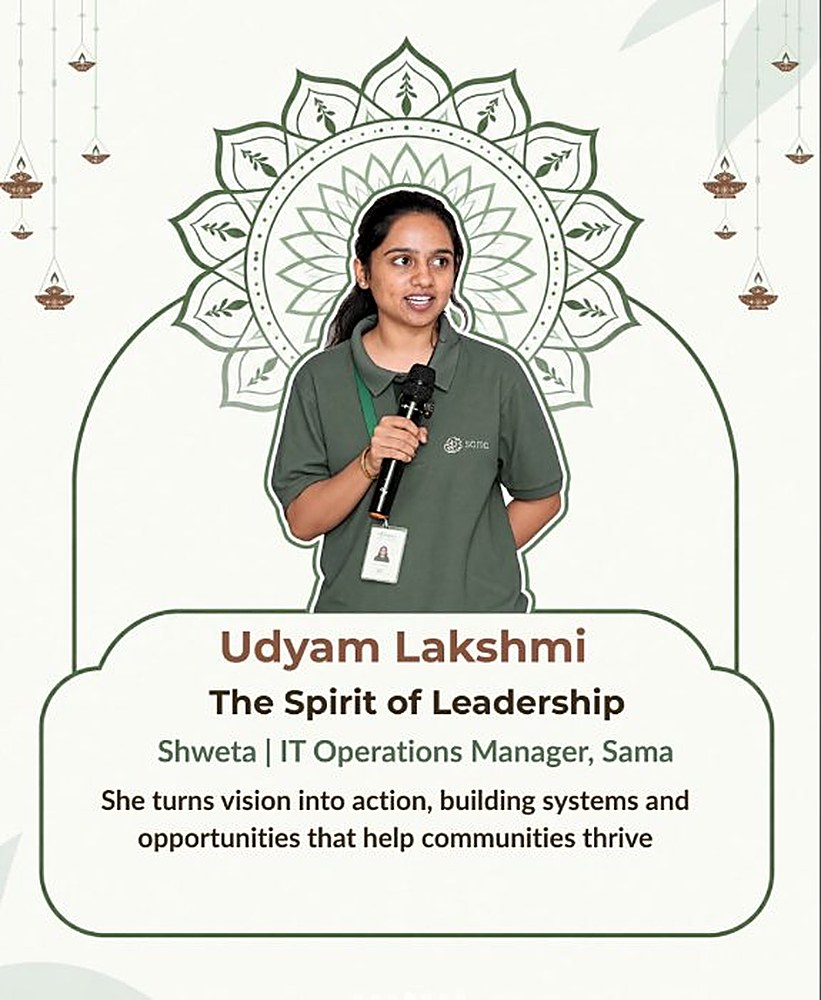 sama
Udyam Lakshmi
The Spirit of Leadership
Shweta | IT Operations Manager, Sama
She turns vision into action, building systems and
opportunities that help communities thrive